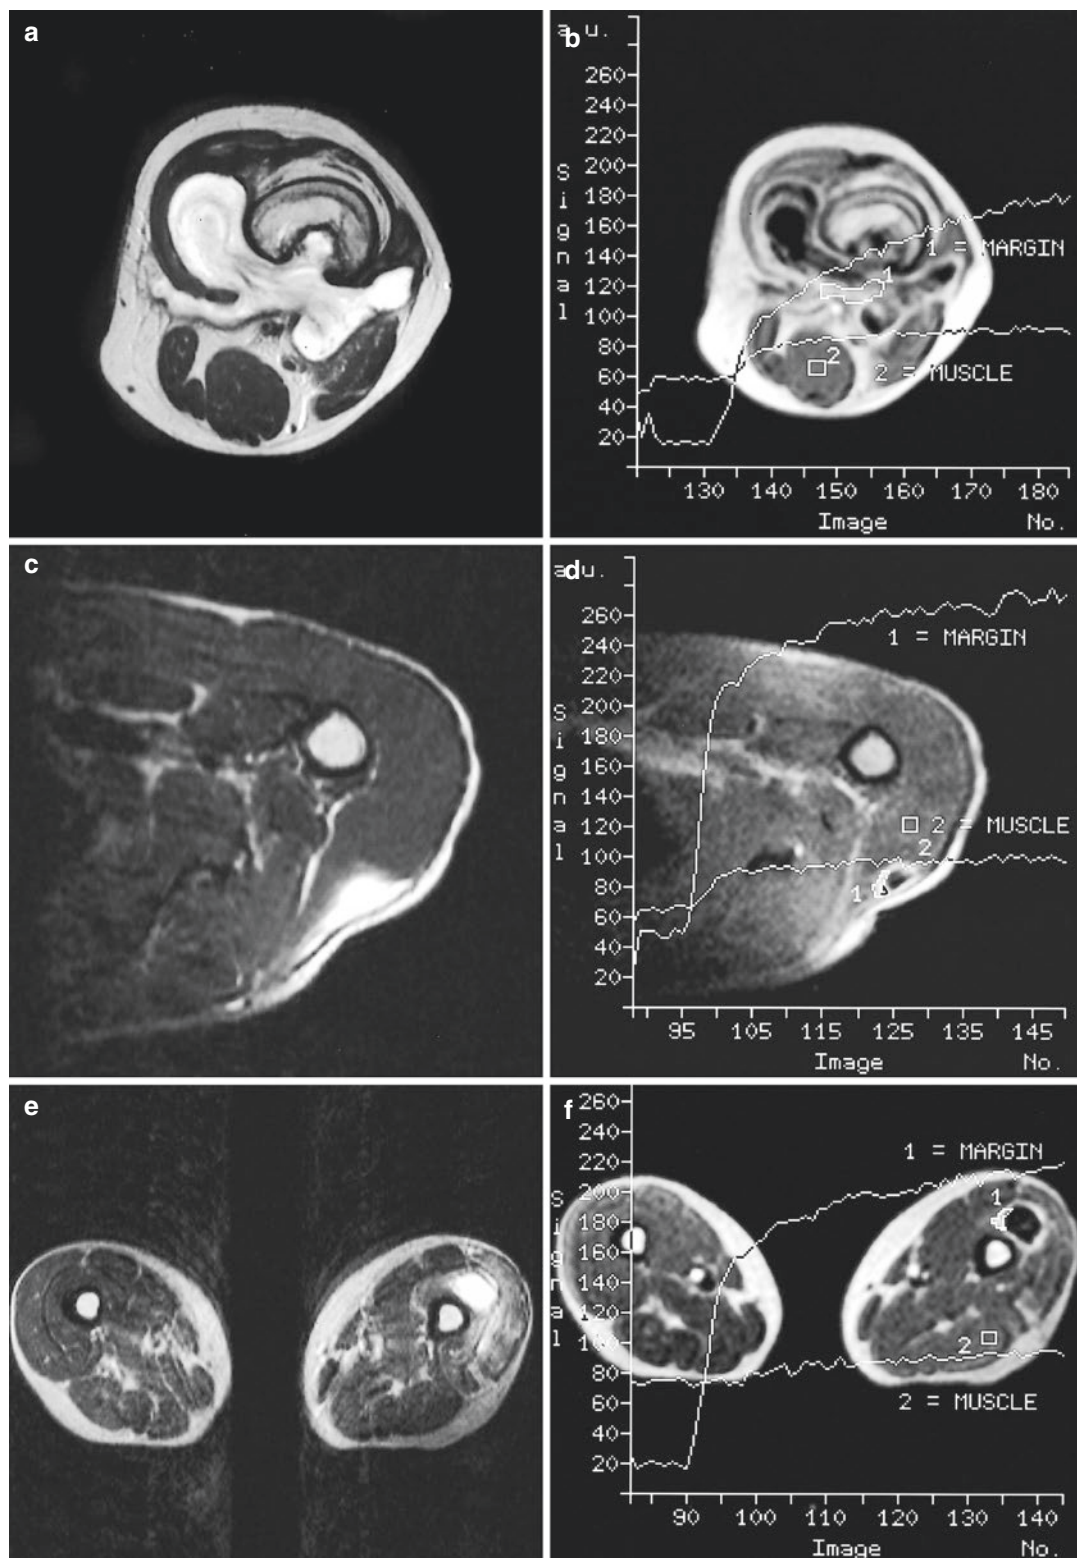 a
b
a.u.
260
240
220
200
180
160
140
120
100
80
60
40
20
Signal
1 = MARGIN
1
2
2 = MUSCLE
130 140 150 160 170 180
Image No.
c
d
a.u.
260
240
220
200
180
160
140
120
100
80
60
40
20
Signal
1 = MARGIN
2 = MUSCLE
2
1
95 105 115 125 135 145
Image No.
e
f
260
240
220
200
180
160
140
120
100
80
60
40
20
Signal
1 = MARGIN
1
2
2 = MUSCLE
90 100 110 120 130 140
Image No.